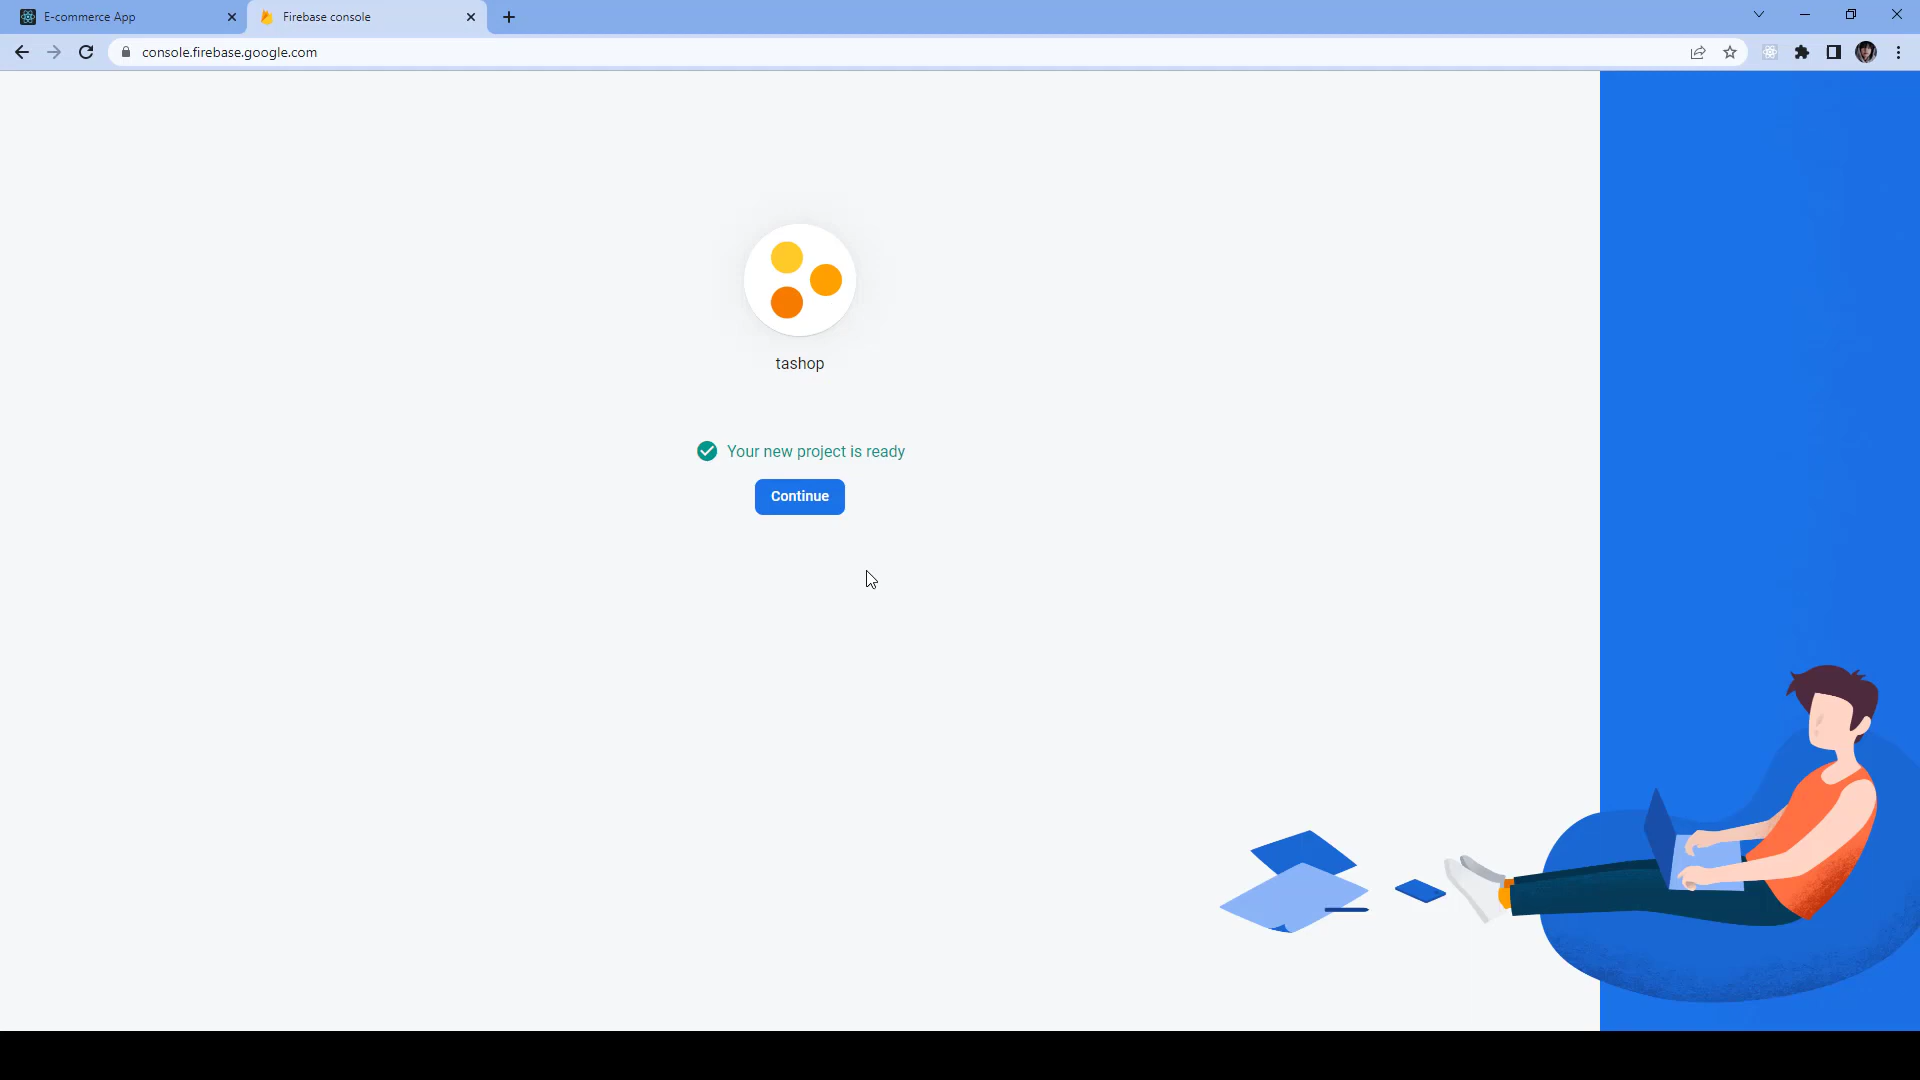 E-commerce App
Firebase console
console.firebase.google.com
tashop
Your new project is ready
Continue